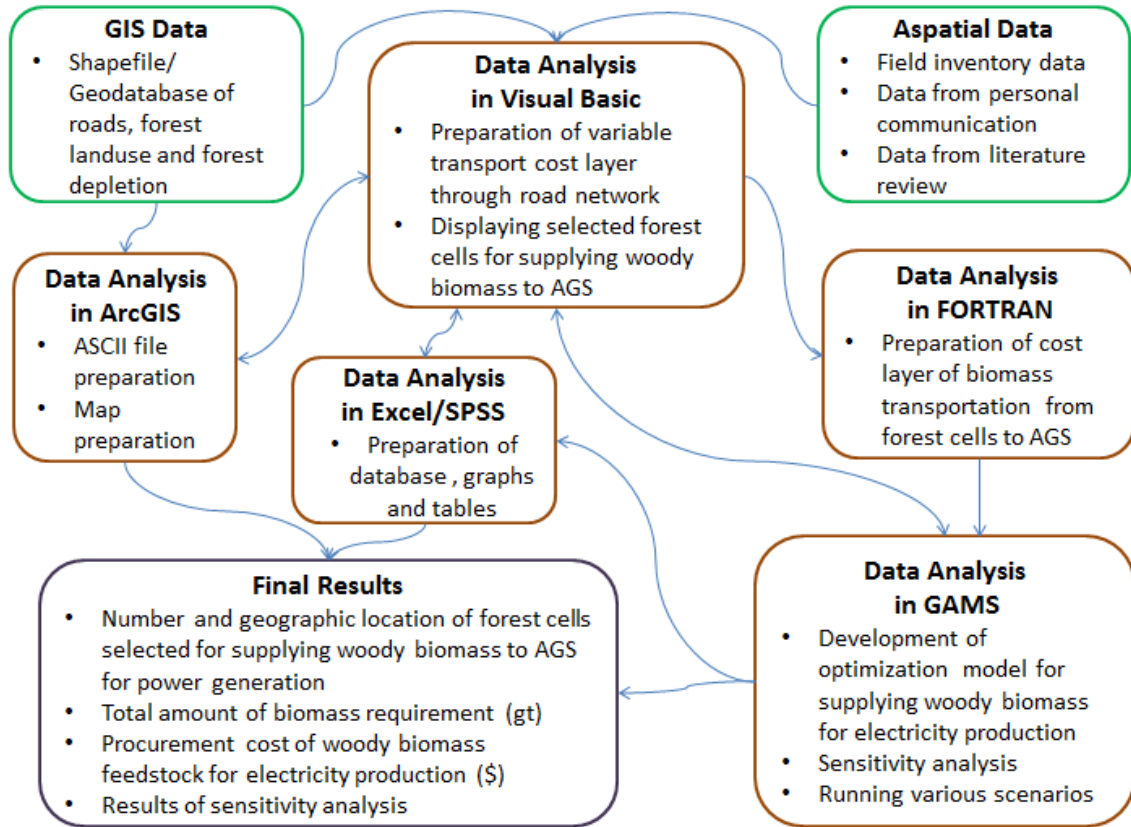 GIS Data
• Shapefile/
Geodatabase of
roads, forest
landuse and forest
depletion
Data Analysis
in Visual Basic
• Preparation of variable
transport cost layer
through road network
• Displaying selected forest
cells for supplying woody
biomass to AGS
Aspatial Data
• Field inventory data
• Data from personal
communication
• Data from literature
review
Data Analysis
in ArcGIS
• ASCII file
preparation
• Map
preparation
Data Analysis
in Excel/SPSS
• Preparation of
database , graphs
and tables
Data Analysis
in FORTRAN
• Preparation of cost
layer of biomass
transportation from
forest cells to AGS
Final Results
• Number and geographic location of forest cells
selected for supplying woody biomass to AGS
for power generation
• Total amount of biomass requirement (gt)
• Procurement cost of woody biomass
feedstock for electricity production ($)
• Results of sensitivity analysis
Data Analysis
in GAMS
• Development of
optimization model for
supplying woody biomass
for electricity production
• Sensitivity analysis
• Running various scenarios